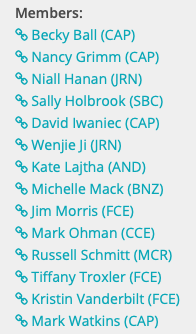 Members:
Becky Ball (CAP)
Nancy Grimm (CAP)
Niall Hanan (JRN)
Sally Holbrook (SBC)
David Iwaniec (CAP)
Wenjie Ji (JRN)
Kate Lajtha (AND)
Michelle Mack (BNZ)
Jim Morris (FCE)
Mark Ohman (CCE)
Russell Schmitt (MCR)
Tiffany Troxler (FCE)
Kristin Vanderbilt (FCE)
Mark Watkins (CAP)